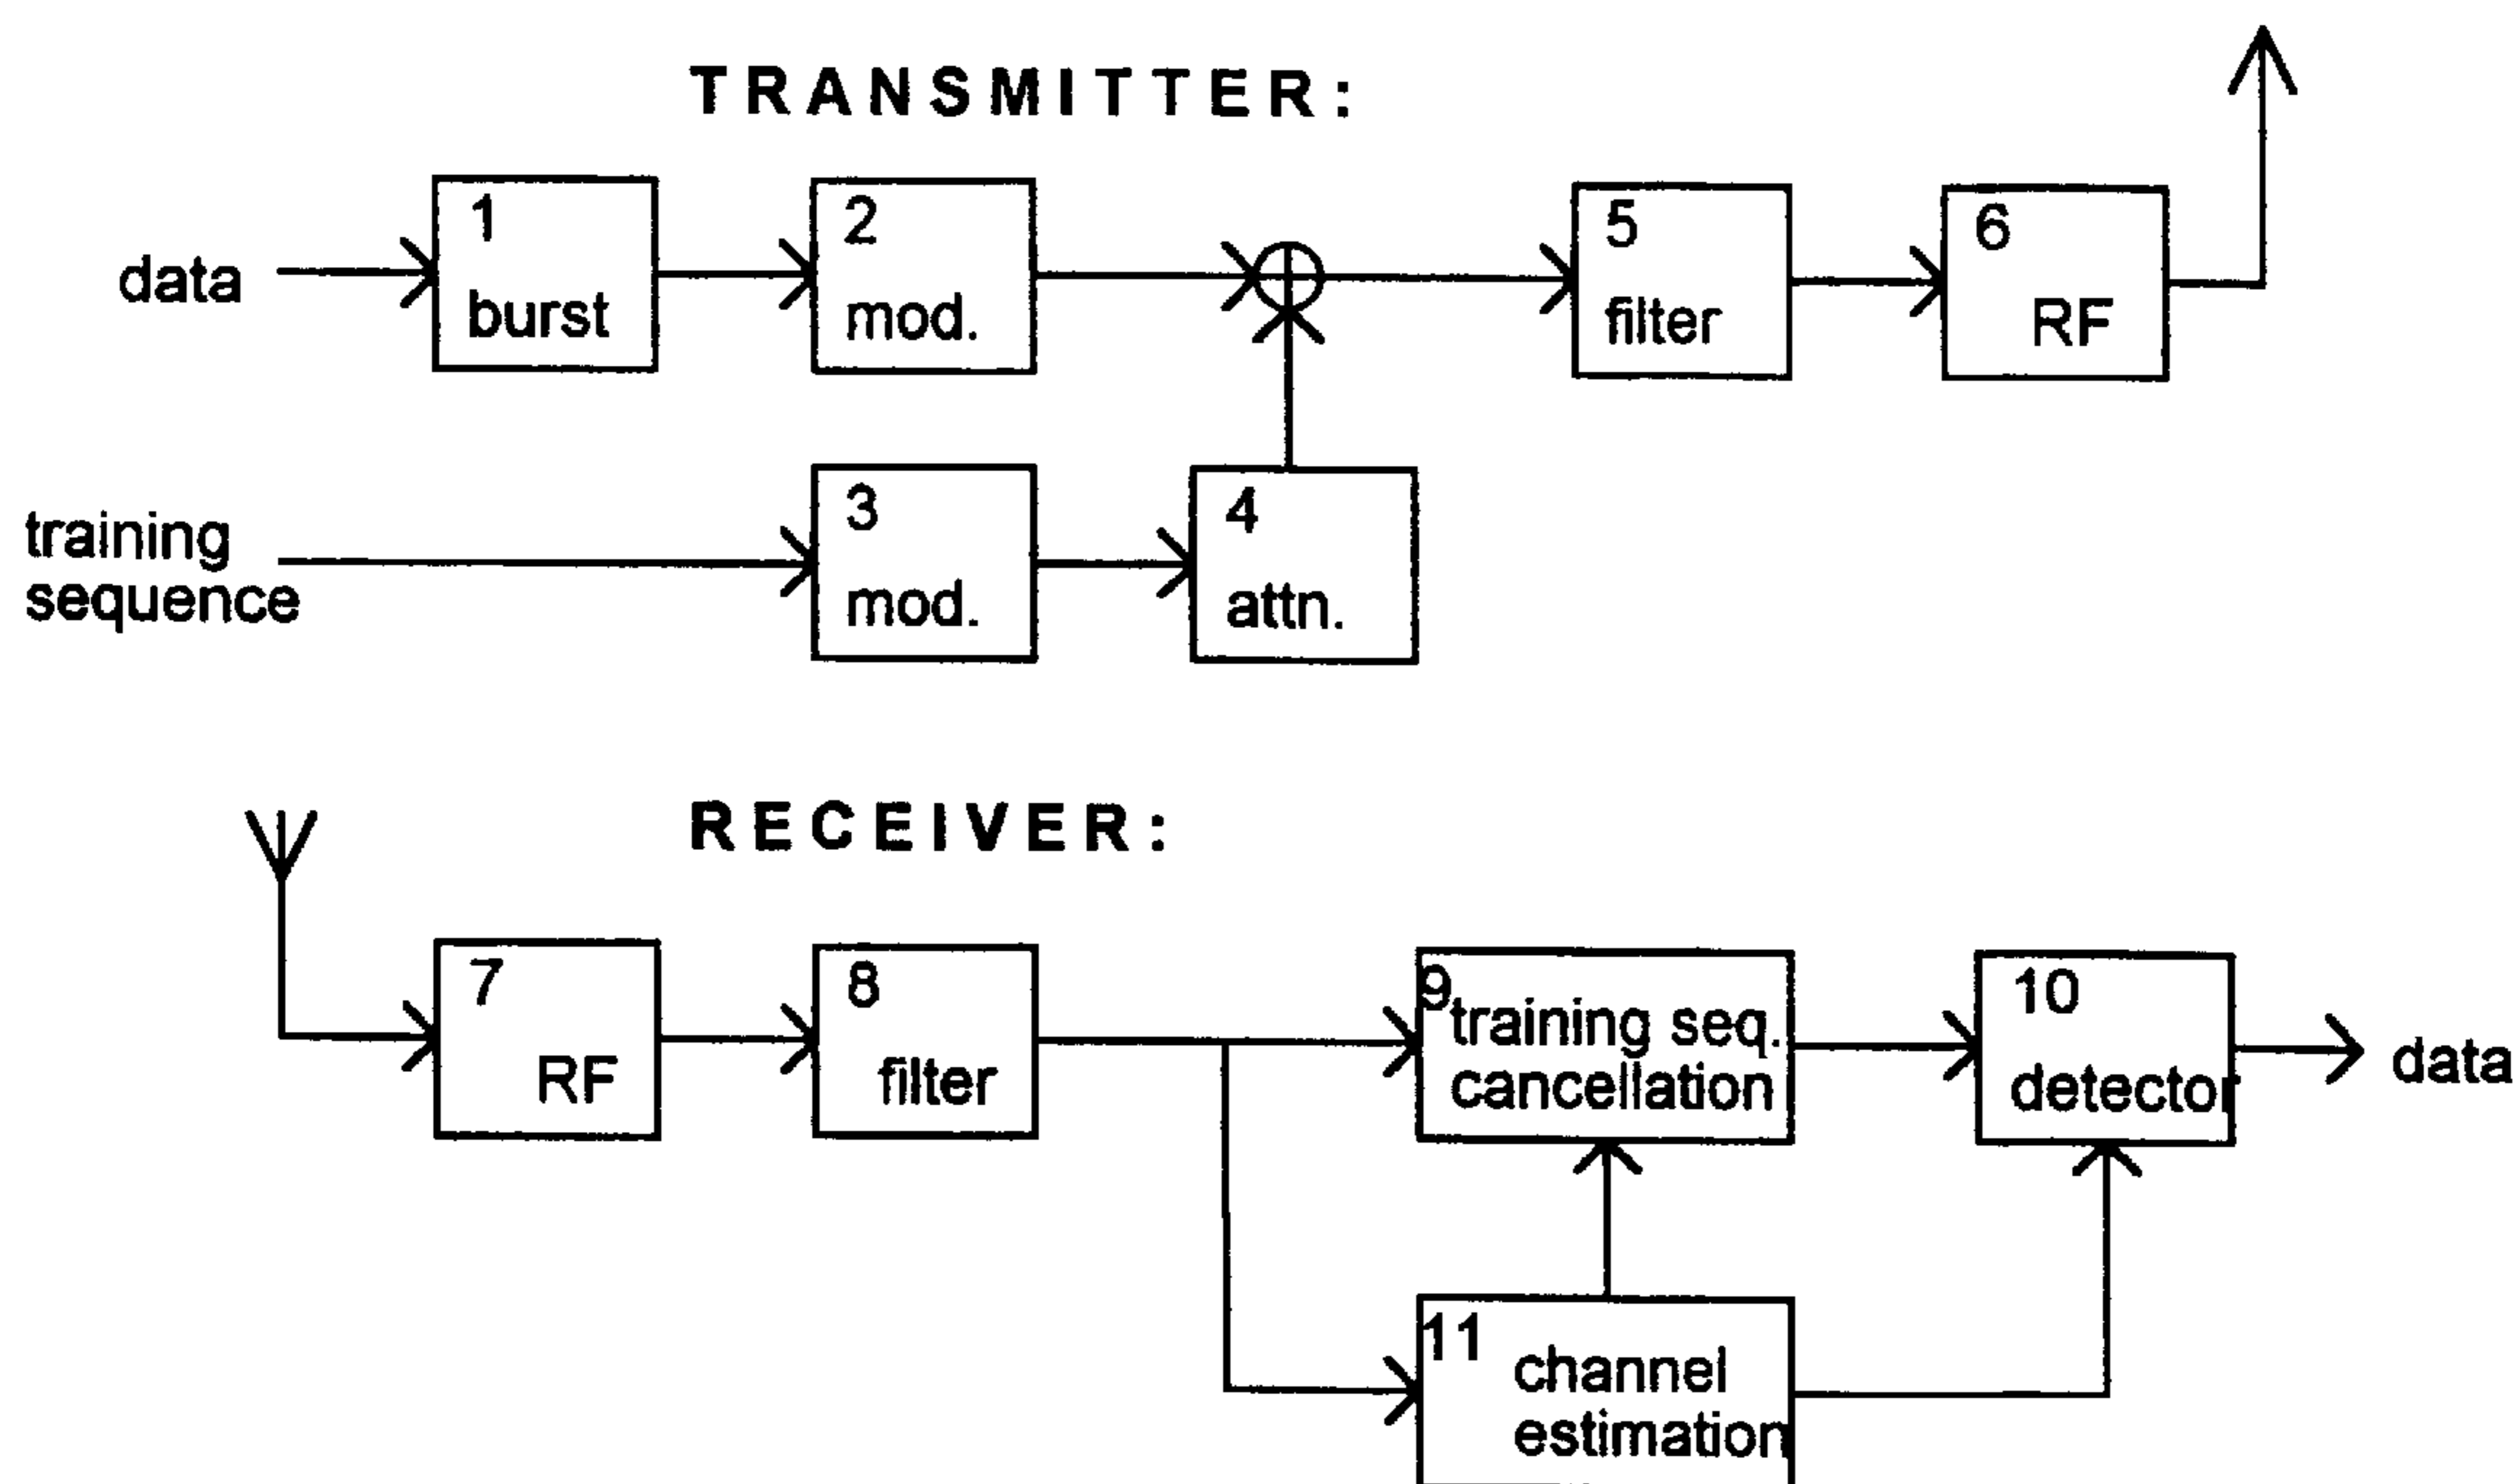 TRANSMITTER:
data
1
burst
2
mod.
5
filter
6
RF
training
sequence
3
mod.
4
attn.
RECEIVER:
7
RF
8
filter
9
training seq.
cancellation
10
detector
data
11
channel
estimation